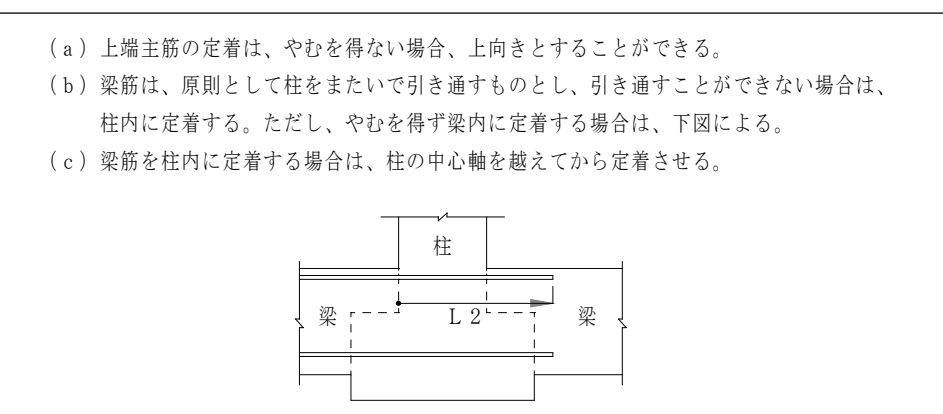 (a) 上端主筋の定着は、やむを得ない場合、上向きとすることができる。
(b) 梁筋は、原則として柱をまたいで引き通すものとし、引き通すことができない場合は、
柱内に定着する。ただし、やむを得ず梁内に定着する場合は、下図による。
(c) 梁筋を柱内に定着する場合は、柱の中心軸を越えてから定着させる。
柱
梁 L2 梁